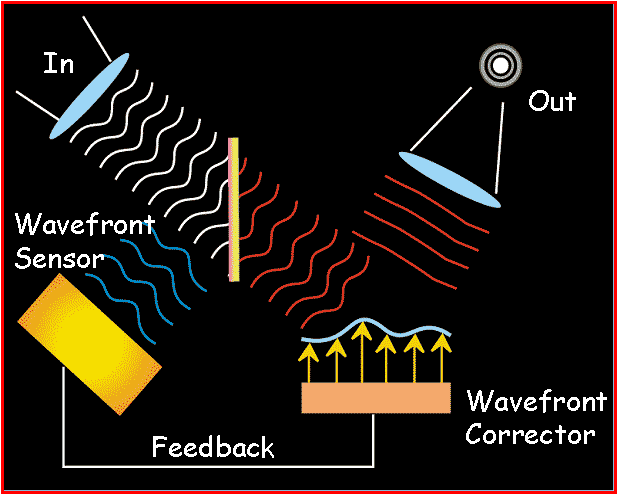 In
Out
Wavefront
Sensor
Wavefront
Corrector
Feedback